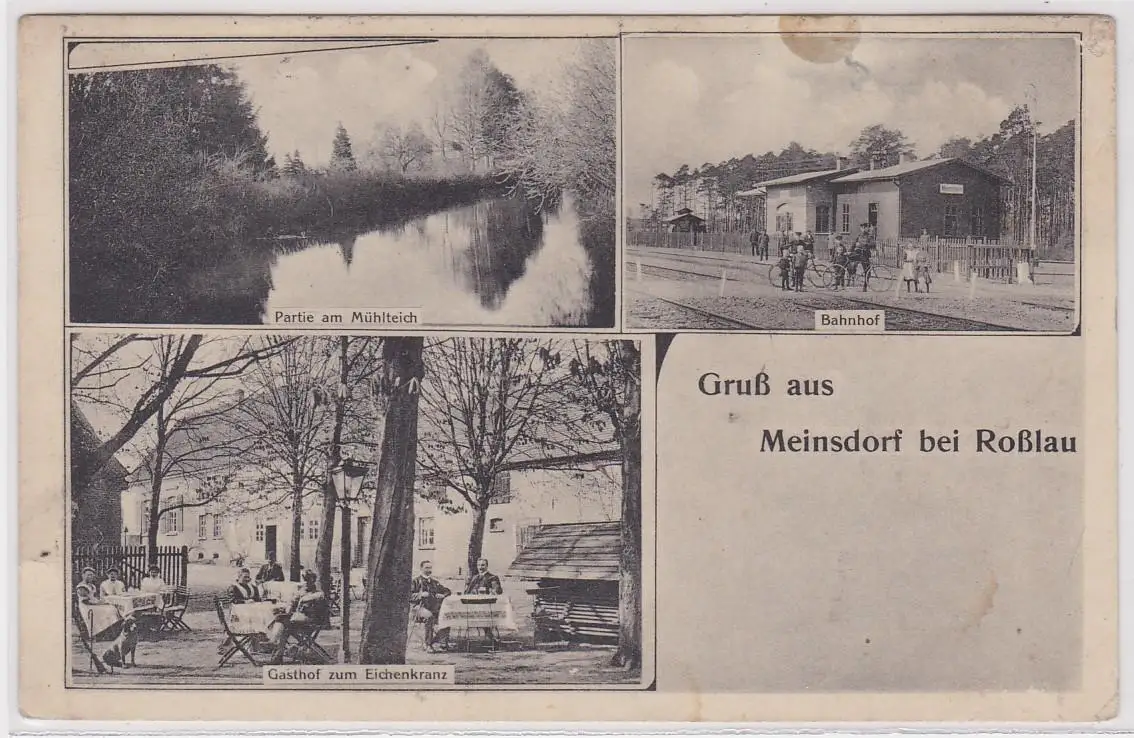 Partie am Mühlteich
Bahnhof
Gruß aus
Meinsdorf bei Roßlau
Gasthof zum Eichenkranz